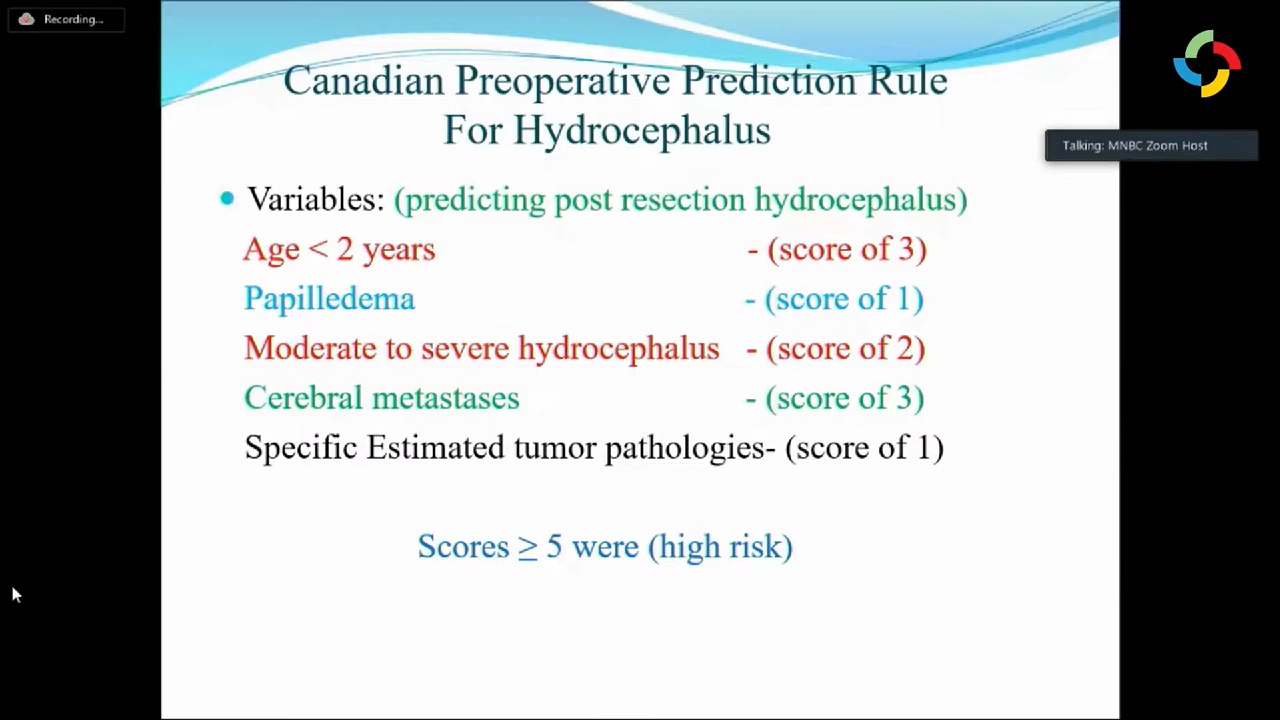 Recording...
Canadian Preoperative Prediction Rule
For Hydrocephalus
Talking: MNBC Zoom Host
Variables: (predicting post resection hydrocephalus)
Age < 2 years - (score of 3)
Papilledema - (score of 1)
Moderate to severe hydrocephalus - (score of 2)
Cerebral metastases - (score of 3)
Specific Estimated tumor pathologies- (score of 1)
Scores ≥ 5 were (high risk)